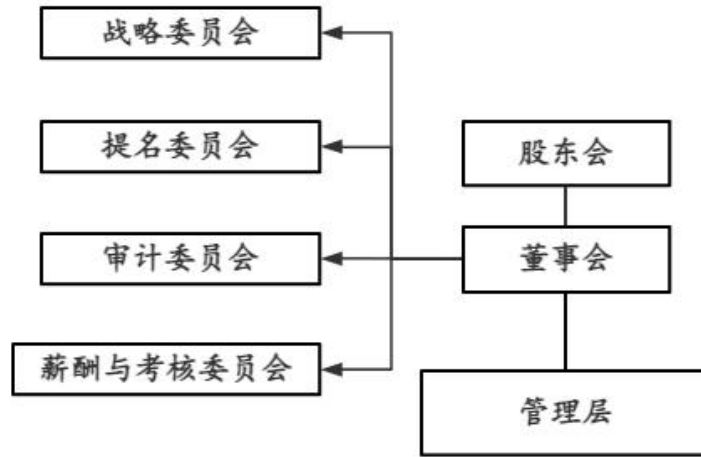 战略委员会
提名委员会
股东会
审计委员会
董事会
薪酬与考核委员会
管理层